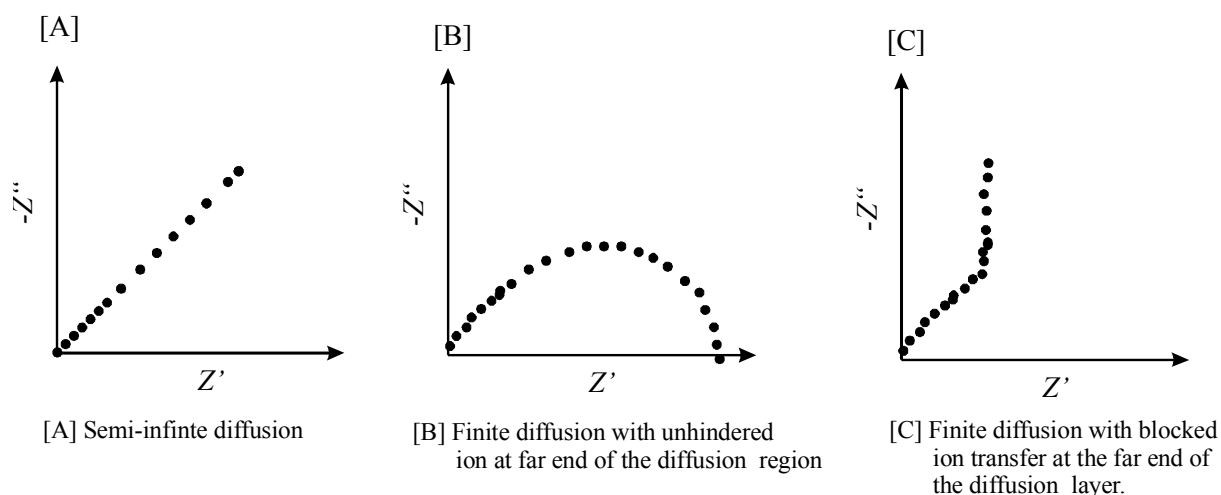 [A]
[B]
[C]
-Z“
-Z“
-Z“
Z’
Z’
Z’
[A] Semi-infinte diffusion
[B] Finite diffusion with unhindered
ion at far end of the diffusion region
[C] Finite diffusion with blocked
ion transfer at the far end of
the diffusion layer.